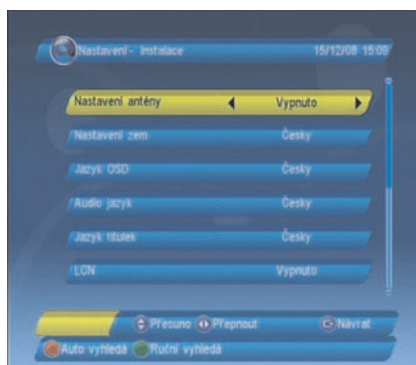 Nastavení - Instalace 15/12/08 15:09
Nastavení antény Vypnuto
Nastavení zem Česky
Jazyk OSD Česky
Audio jazyk Česky
Jazyk titulek Česky
LCN Vypnuto
Přesuno Přepnout Návrat
Auto vyhledá Ruční vyhledá